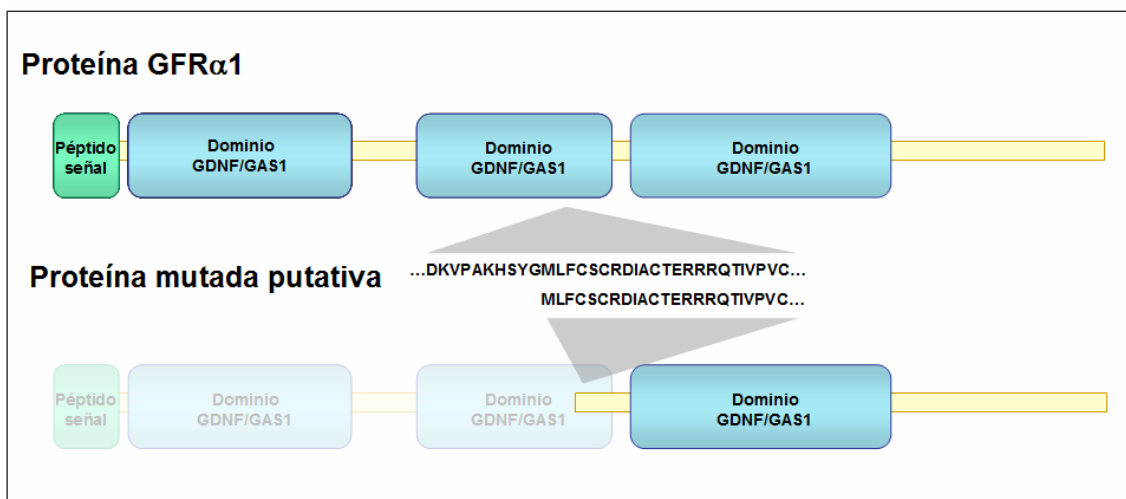 Proteína GFRα1
Péptido
señal
Dominio
GDNF/GAS1
Dominio
GDNF/GAS1
Dominio
GDNF/GAS1
Proteína mutada putativa
...DKVPAKHSYGMLFCSCRDIACTERRRQTIVPVC...
MLFCSCRDIACTERRRQTIVPVC...
Péptido
señal
Dominio
GDNF/GAS1
Dominio
GDNF/GAS1
Dominio
GDNF/GAS1